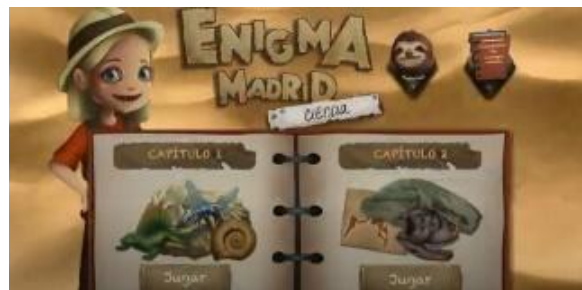 ENIGMA
MADRID
ciencia
CAPÍTULO 1
CAPÍTULO 2
Jugar
Jugar